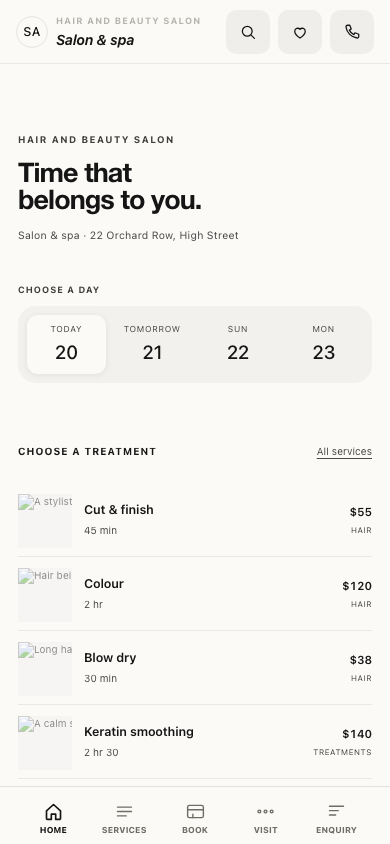 SA
HAIR AND BEAUTY SALON
Salon & spa
HAIR AND BEAUTY SALON
Time that
belongs to you.
Salon & spa · 22 Orchard Row, High Street
CHOOSE A DAY
TODAY TOMORROW SUN MON
20 21 22 23
CHOOSE A TREATMENT All services
A stylist
Cut & finish $55
45 min HAIR
Hair bei
Colour $120
2 hr HAIR
Long ha
Blow dry $38
30 min HAIR
A calm s
Keratin smoothing $140
2 hr 30 TREATMENTS
HOME SERVICES BOOK VISIT ENQUIRY